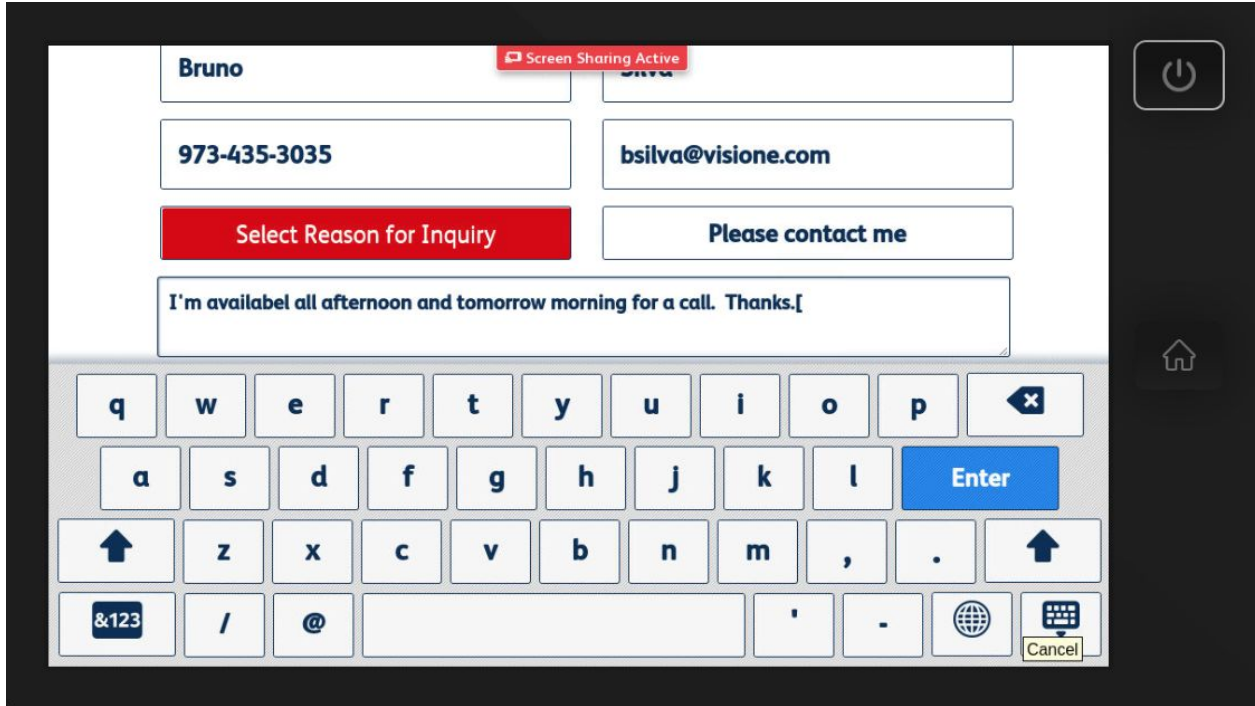 Screen Sharing Active
Bruno
973-435-3035 bsilva@visione.com
Select Reason for Inquiry Please contact me
I'm availabel all afternoon and tomorrow morning for a call.  Thanks.[
q w e r t y u i o p
a s d f g h j k l Enter
z x c v b n m , .
&123 / @ ' -
Cancel